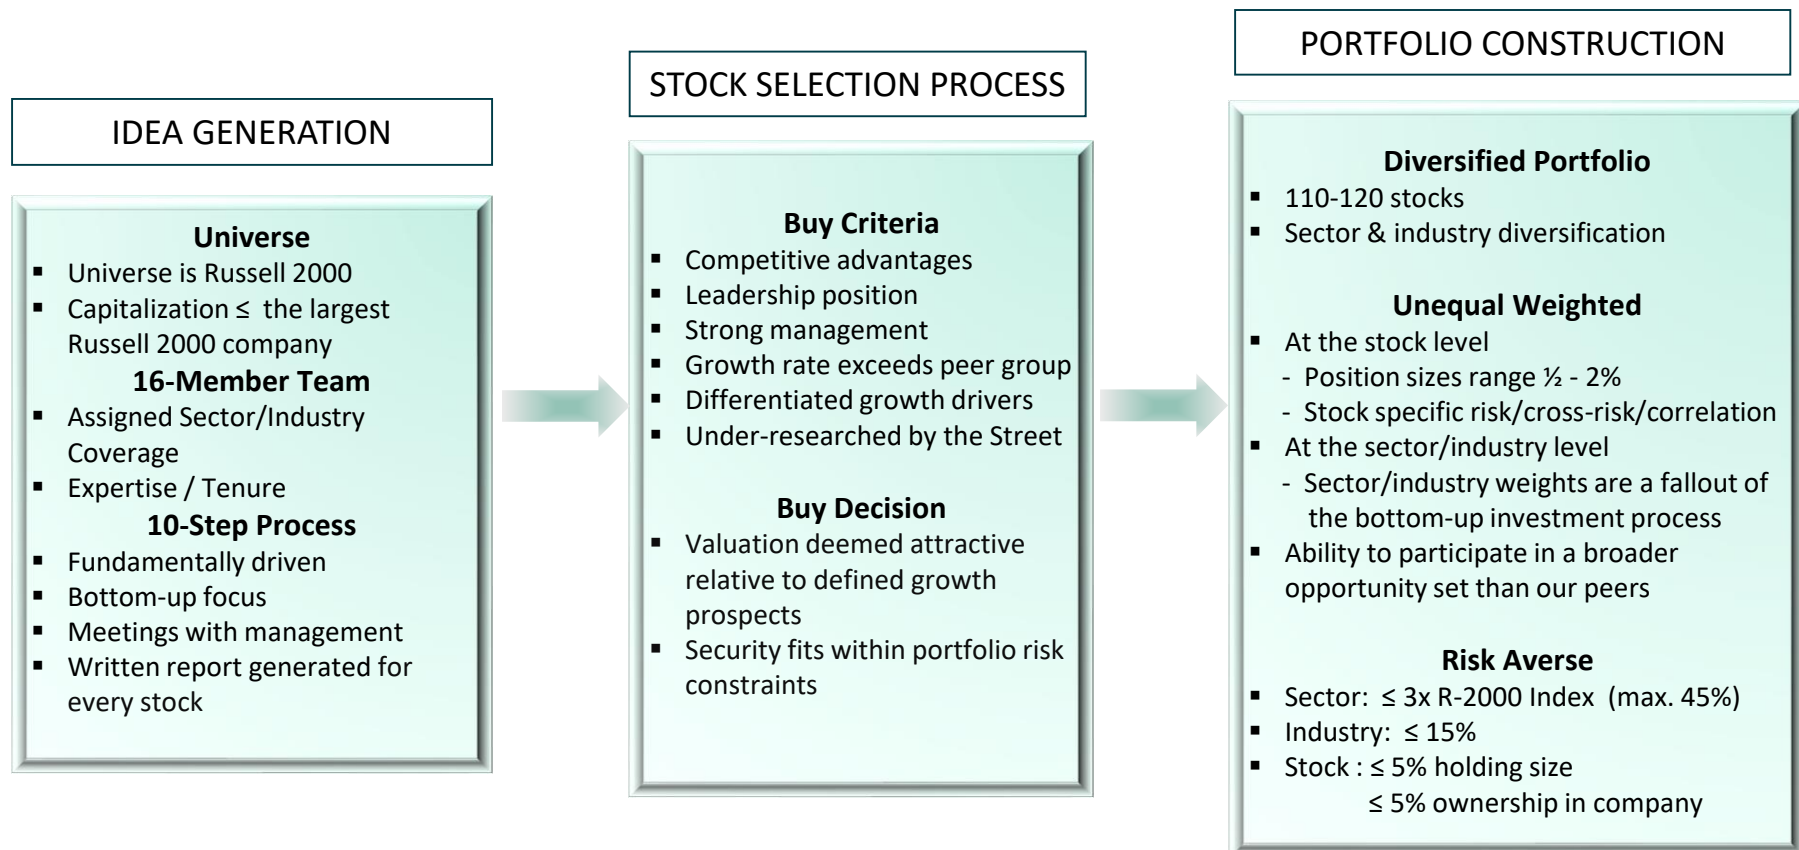 IDEA GENERATION
Universe
▪ Universe is Russell 2000
▪ Capitalization ≤ the largest
Russell 2000 company
16-Member Team
▪ Assigned Sector/Industry
Coverage
▪ Expertise / Tenure
10-Step Process
▪ Fundamentally driven
▪ Bottom-up focus
▪ Meetings with management
▪ Written report generated for
every stock
STOCK SELECTION PROCESS
Buy Criteria
▪ Competitive advantages
▪ Leadership position
▪ Strong management
▪ Growth rate exceeds peer group
▪ Differentiated growth drivers
▪ Under-researched by the Street
Buy Decision
▪ Valuation deemed attractive
relative to defined growth
prospects
▪ Security fits within portfolio risk
constraints
PORTFOLIO CONSTRUCTION
Diversified Portfolio
▪ 110-120 stocks
▪ Sector & industry diversification
Unequal Weighted
▪ At the stock level
- Position sizes range ½ - 2%
- Stock specific risk/cross-risk/correlation
▪ At the sector/industry level
- Sector/industry weights are a fallout of
the bottom-up investment process
▪ Ability to participate in a broader
opportunity set than our peers
Risk Averse
▪ Sector: ≤ 3x R-2000 Index (max. 45%)
▪ Industry: ≤ 15%
▪ Stock : ≤ 5% holding size
≤ 5% ownership in company